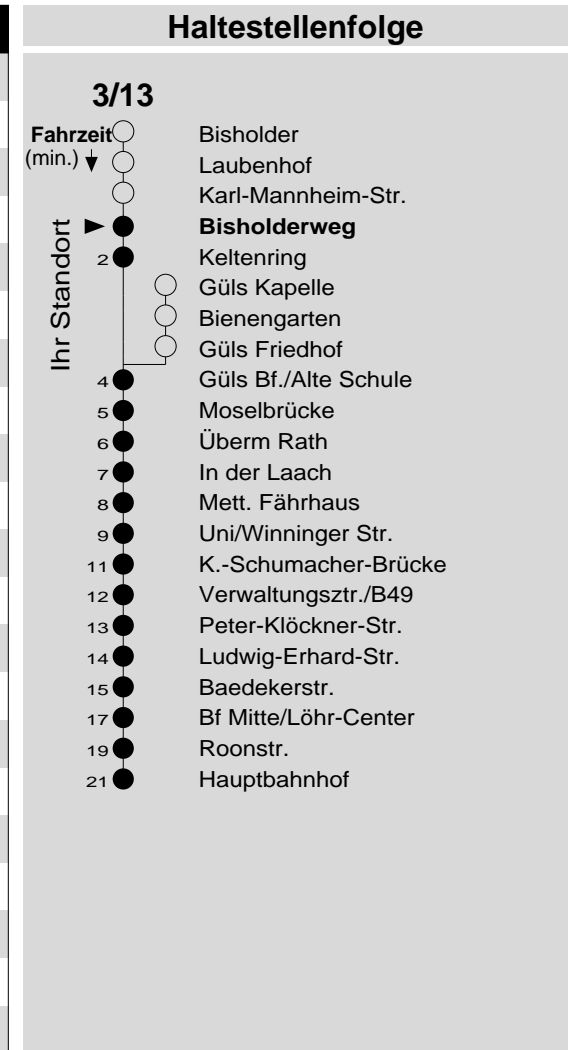 Haltestellenfolge
3/13
Fahrzeit Bisholder
(min.) Laubenhof
Karl-Mannheim-Str.
Ihr Standort
Bisholderweg
2 Keltenring
Güls Kapelle
Bienengarten
Güls Friedhof
4 Güls Bf./Alte Schule
5 Moselbrücke
6 Überm Rath
7 In der Laach
8 Mett. Fährhaus
9 Uni/Winninger Str.
11 K.-Schumacher-Brücke
12 Verwaltungsztr./B49
13 Peter-Klöckner-Str.
14 Ludwig-Erhard-Str.
15 Baedekerstr.
17 Bf Mitte/Löhr-Center
19 Roonstr.
21 Hauptbahnhof